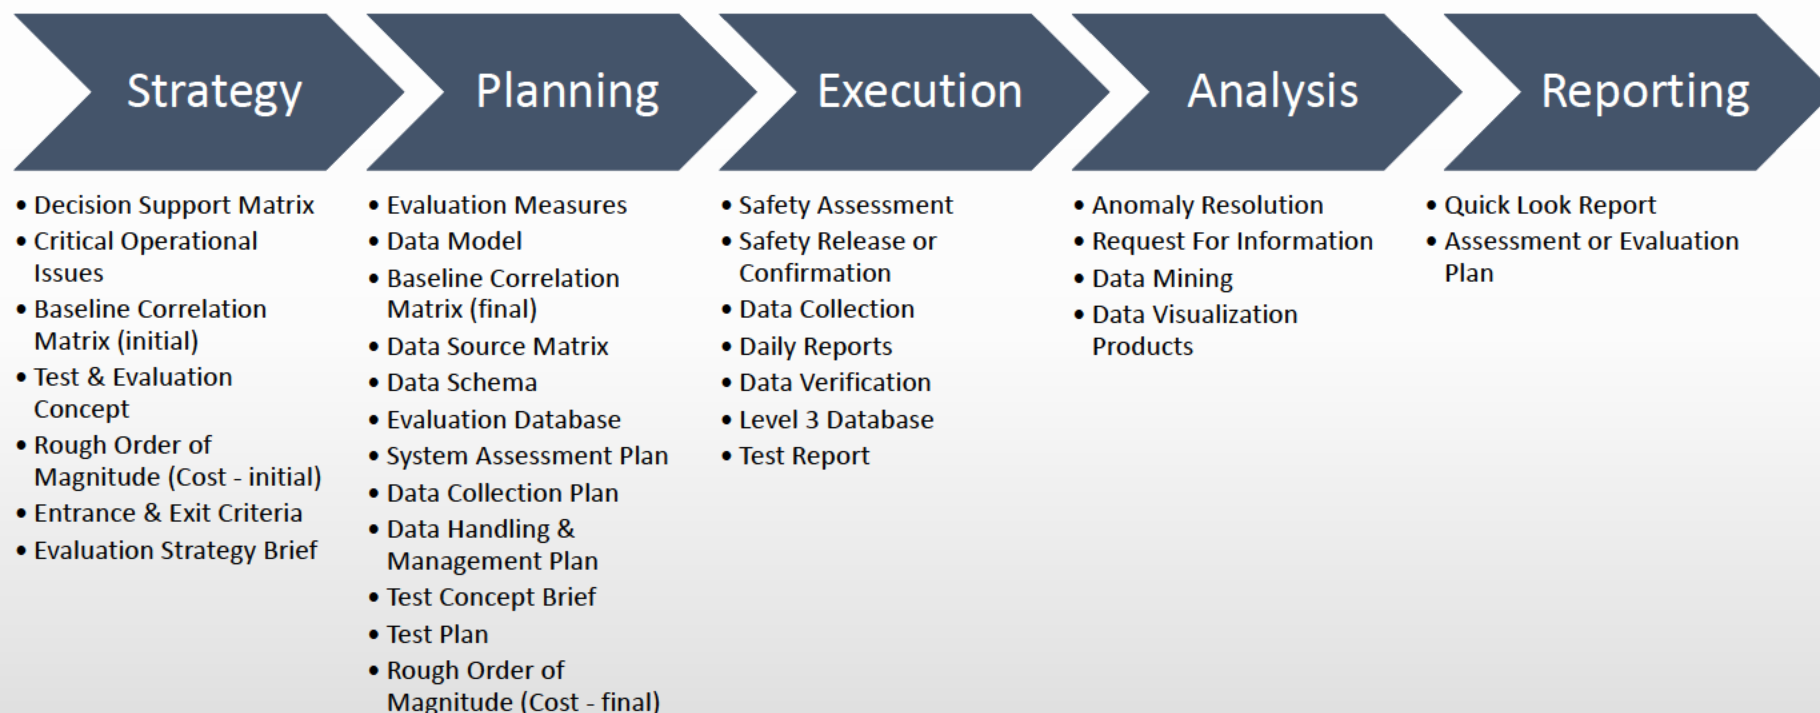 Strategy
• Decision Support Matrix
• Critical Operational
Issues
• Baseline Correlation
Matrix (initial)
• Test & Evaluation
Concept
• Rough Order of
Magnitude (Cost - initial)
• Entrance & Exit Criteria
• Evaluation Strategy Brief
Planning
• Evaluation Measures
• Data Model
• Baseline Correlation
Matrix (final)
• Data Source Matrix
• Data Schema
• Evaluation Database
• System Assessment Plan
• Data Collection Plan
• Data Handling &
Management Plan
• Test Concept Brief
• Test Plan
• Rough Order of
Magnitude (Cost - final)
Execution
• Safety Assessment
• Safety Release or
Confirmation
• Data Collection
• Daily Reports
• Data Verification
• Level 3 Database
• Test Report
Analysis
• Anomaly Resolution
• Request For Information
• Data Mining
• Data Visualization
Products
Reporting
• Quick Look Report
• Assessment or Evaluation
Plan